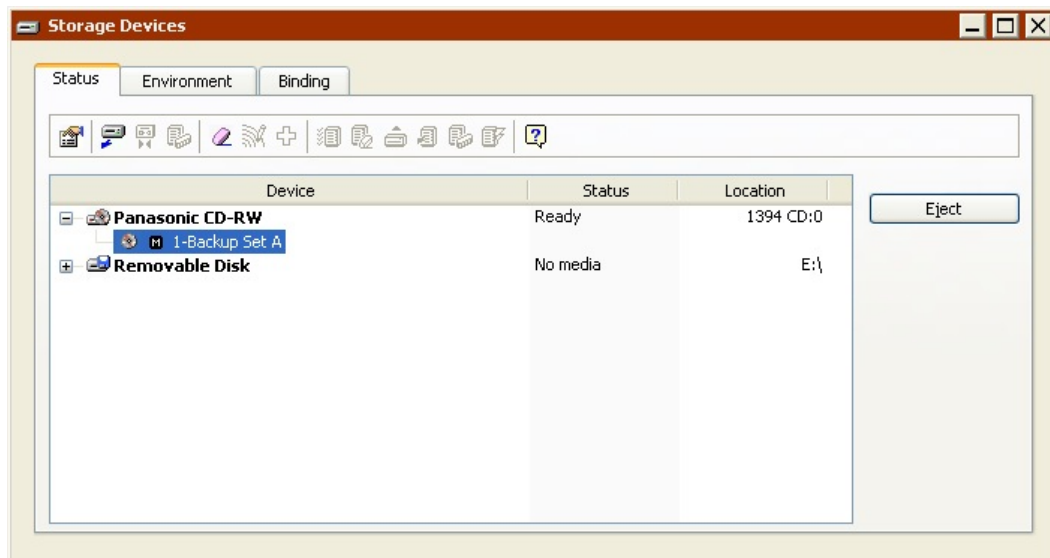 Storage Devices
Status Environment Binding
Device Status Location
Panasonic CD-RW Ready 1394 CD:0
M 1-Backup Set A
Removable Disk No media E:\
Eject